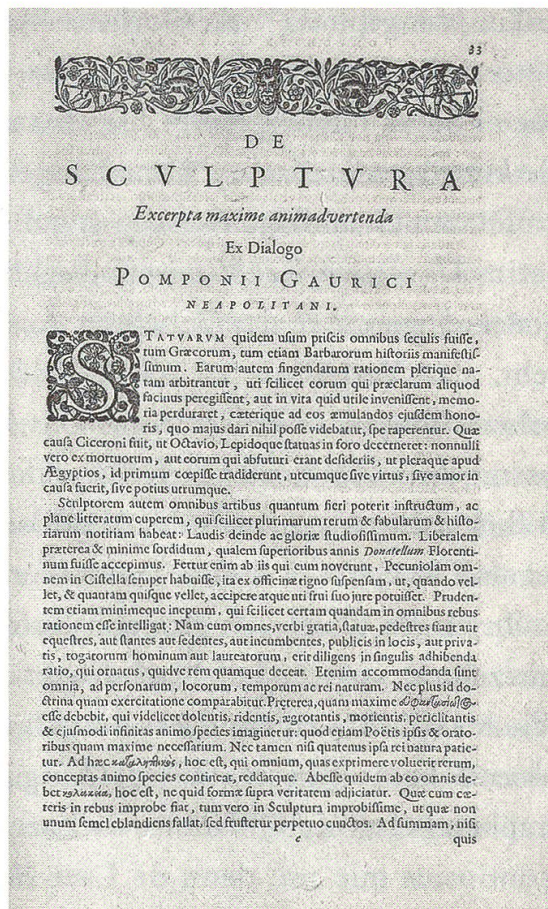 33
DE
SCVLPTVRA
Excerpta maxime animadvertenda
Ex Dialogo
POMPONII GAURICI
NEAPOLITANI.
STATUARUM quidem usum priscis omnibus seculis fuisse,
tum Græcorum, tum etiam Barbarorum historiis manifestis-
simum. Earum autem fingendarum rationem plerique na-
tam arbitrantur, uti scilicet eorum qui præclarum aliquod
facinus peregissent, aut in vita quid utile invenissent, memo-
ria perduraret, cæterique ad eos æmulandos ejusdem hono-
ris, quo majus dari nihil posse videbatur, spe raperentur. Quæ
causa Ciceroni fuit, ut Octavio, Lepidoque statuas in foro decerneret: nonnulli
vero ex mortuorum, aut eorum qui abfuturi erant desideriis, ut pleraque apud
Ægyptios, id primum cœpisse tradiderunt, utcumque sive virtus, sive amor in
causa fuerit, sive potius utrumque.
Sculptorem autem omnibus artibus quantum fieri poterit instructum, ac
plane litteratum cuperem, qui scilicet plurimarum rerum & fabularum & histo-
riarum notitiam habeat: Laudis deinde ac gloriæ studiosissimum. Liberalem
præterea & minime sordidum, qualem superioribus annis Donatellum Florenti-
num fuisse accepimus. Fertur enim ab iis qui eum noverunt, Pecuniolam om-
nem in Cistella semper habuisse, ita ex officinæ tigno suspensam, ut, quando vel-
let, & quantam quisque vellet, accipere atque uti frui suo jure potuisset. Pruden-
tem etiam minimeque ineptum, qui scilicet certam quandam in omnibus rebus
rationem esse intelligat: Nam cum omnes, verbi gratia, statuæ, pedestres fiant aut
equestres, aut stantes aut sedentes, aut incumbentes, publicis in locis, aut priva-
tis, togatorum hominum aut laureatorum, erit diligens in singulis adhibenda
ratio, qui ornatus, quidve rem quamque deceat. Etenim accommodanda sunt
omnia, ad personarum, locorum, temporum ac rei naturam. Nec plus id do-
ctrina quam exercitatione comparabitur. Præterea, quam maxime
esse debebit, qui videlicet dolentis, ridentis, ægrotantis, morientis, periclitantis
& ejusmodi infinitas animo species imaginetur: quod etiam Poëtis ipsis & orato-
ribus quam maxime necessarium. Nec tamen nisi quatenus ipsa rei natura patie-
tur. Ad hæc hoc est, qui omnium, quas exprimere voluerit rerum,
conceptas animo species contineat, reddatque. Abesse quidem ab eo omnis de-
bet hoc est, ne quid formæ supra veritatem adjiciatur. Quæ cum cæ-
teris in rebus improbe fiat, tum vero in Sculptura improbissime, ut quæ non
unum semel eblandiens fallat, sed frustretur perpetuo cunctos. Ad summam, nisi
e
quis